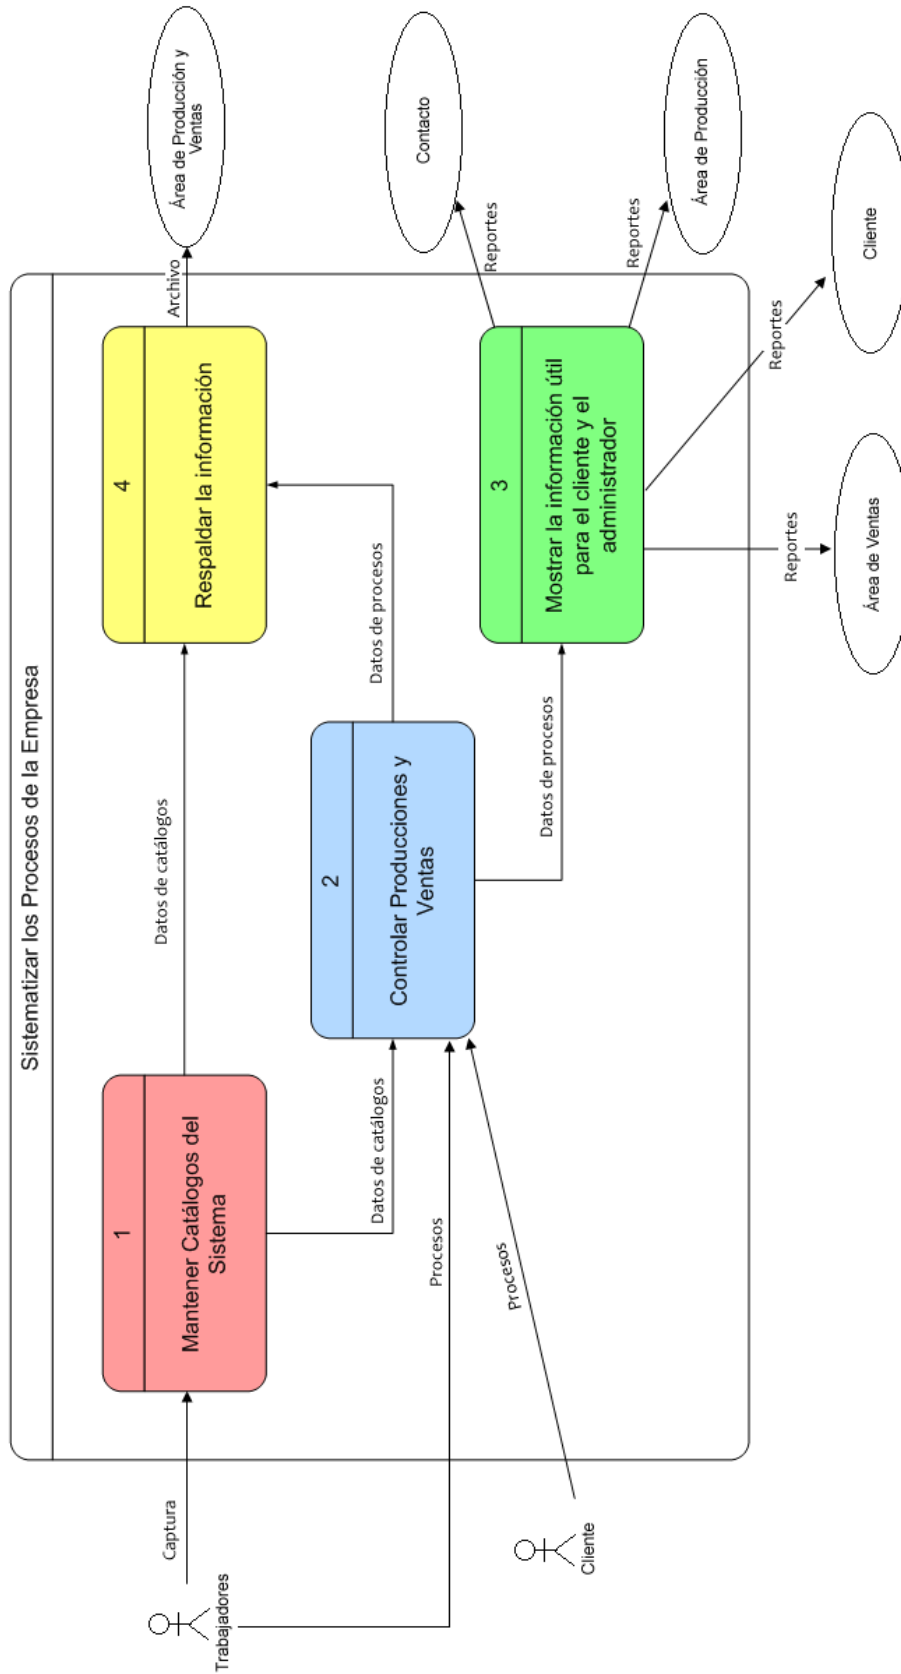 Sistematizar los Procesos de la Empresa
Trabajadores
Captura
1
Mantener Catálogos del
Sistema
Datos de catálogos
4
Respaldar la información
Archivo
Área de Producción y
Ventas
Datos de catálogos
2
Controlar Producciones y
Ventas
Datos de procesos
Procesos
Cliente
Procesos
Datos de procesos
3
Mostrar la información útil
para el cliente y el
administrador
Reportes
Contacto
Reportes
Área de Producción
Reportes
Cliente
Reportes
Área de Ventas